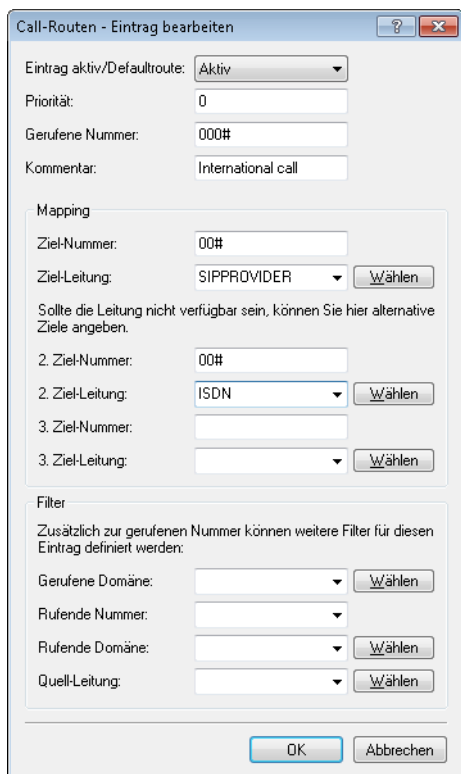 Call-Routen - Eintrag bearbeiten
Eintrag aktiv/Defaultroute: Aktiv
Priorität: 0
Gerufene Nummer: 000#
Kommentar: International call
Mapping
Ziel-Nummer: 00#
Ziel-Leitung: SIPPROVIDER Wählen
Sollte die Leitung nicht verfügbar sein, können Sie hier alternative
Ziele angeben.
2. Ziel-Nummer: 00#
2. Ziel-Leitung: ISDN Wählen
3. Ziel-Nummer:
3. Ziel-Leitung: Wählen
Filter
Zusätzlich zur gerufenen Nummer können weitere Filter für diesen
Eintrag definiert werden:
Gerufene Domäne: Wählen
Rufende Nummer:
Rufende Domäne: Wählen
Quell-Leitung: Wählen
OK Abbrechen